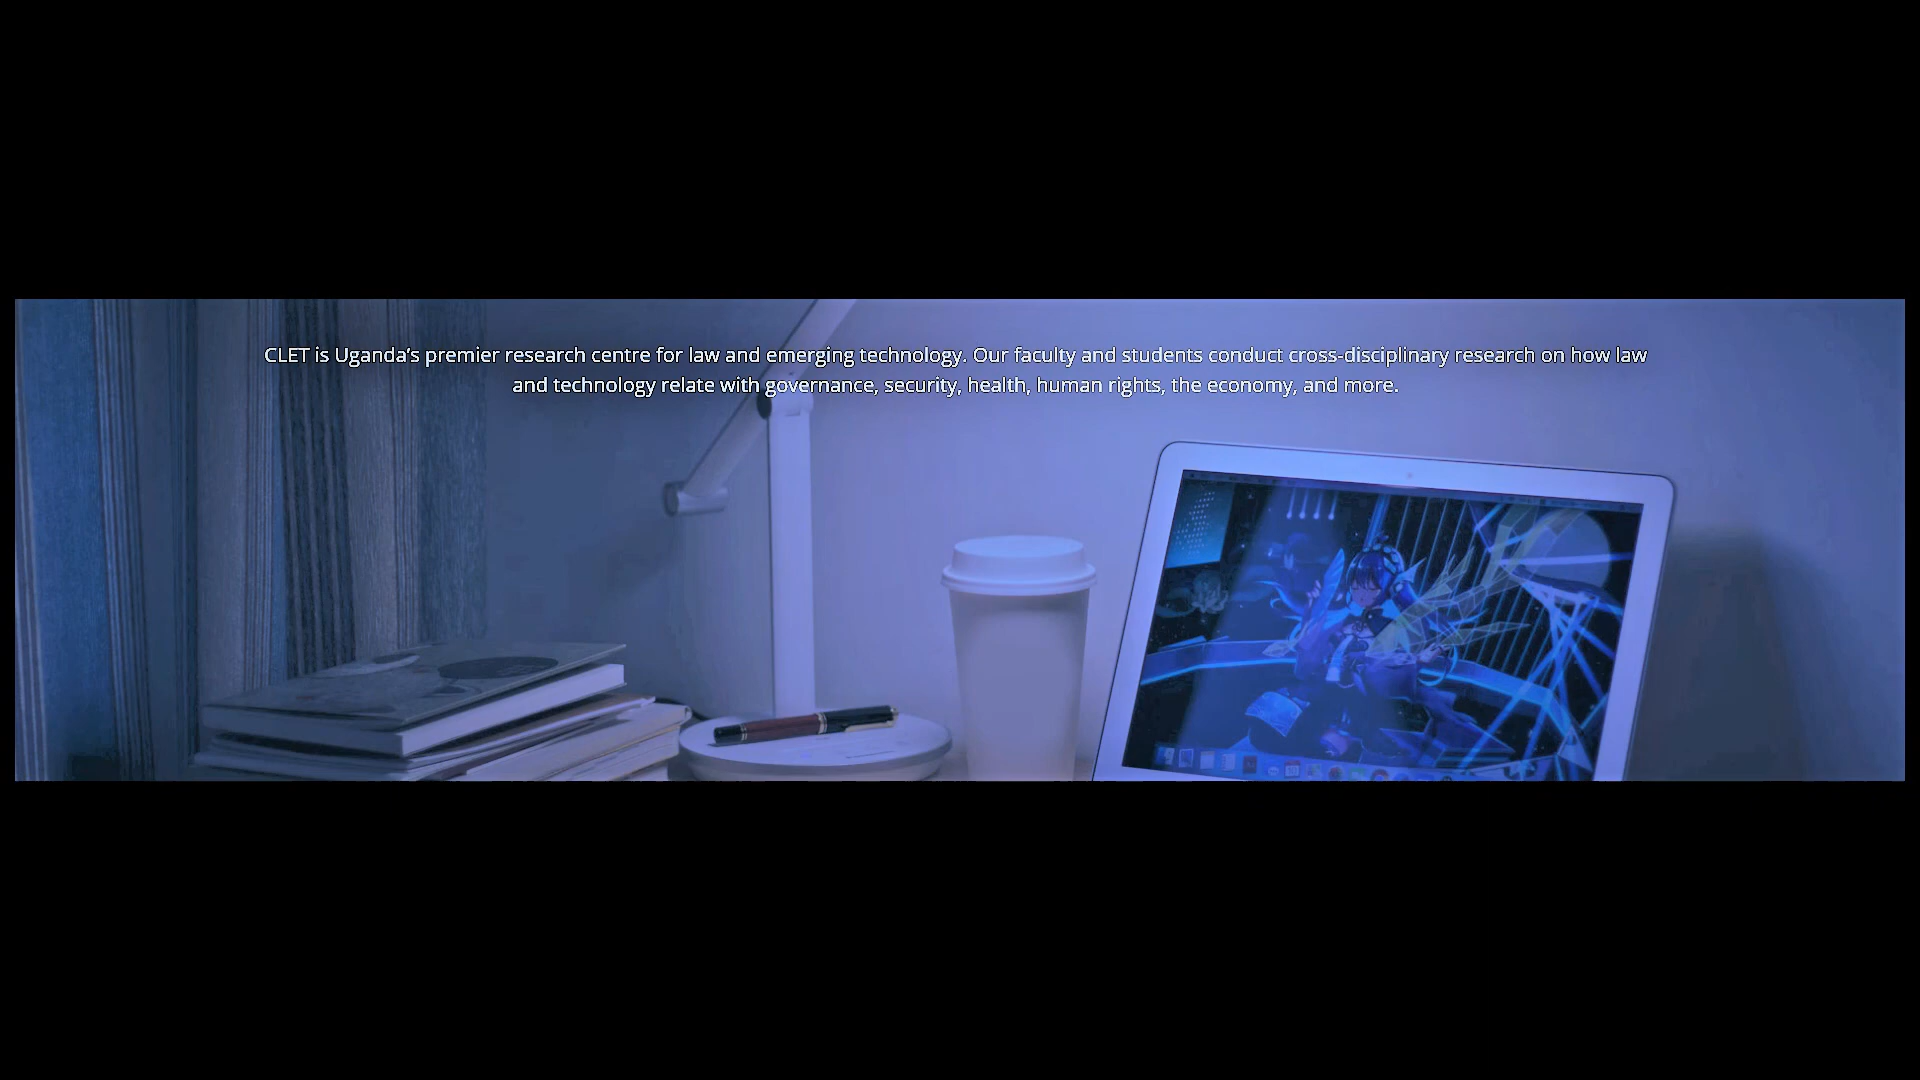 CLET is Uganda’s premier research centre for law and emerging technology. Our faculty and students conduct cross-disciplinary research on how law
and technology relate with governance, security, health, human rights, the economy, and more.